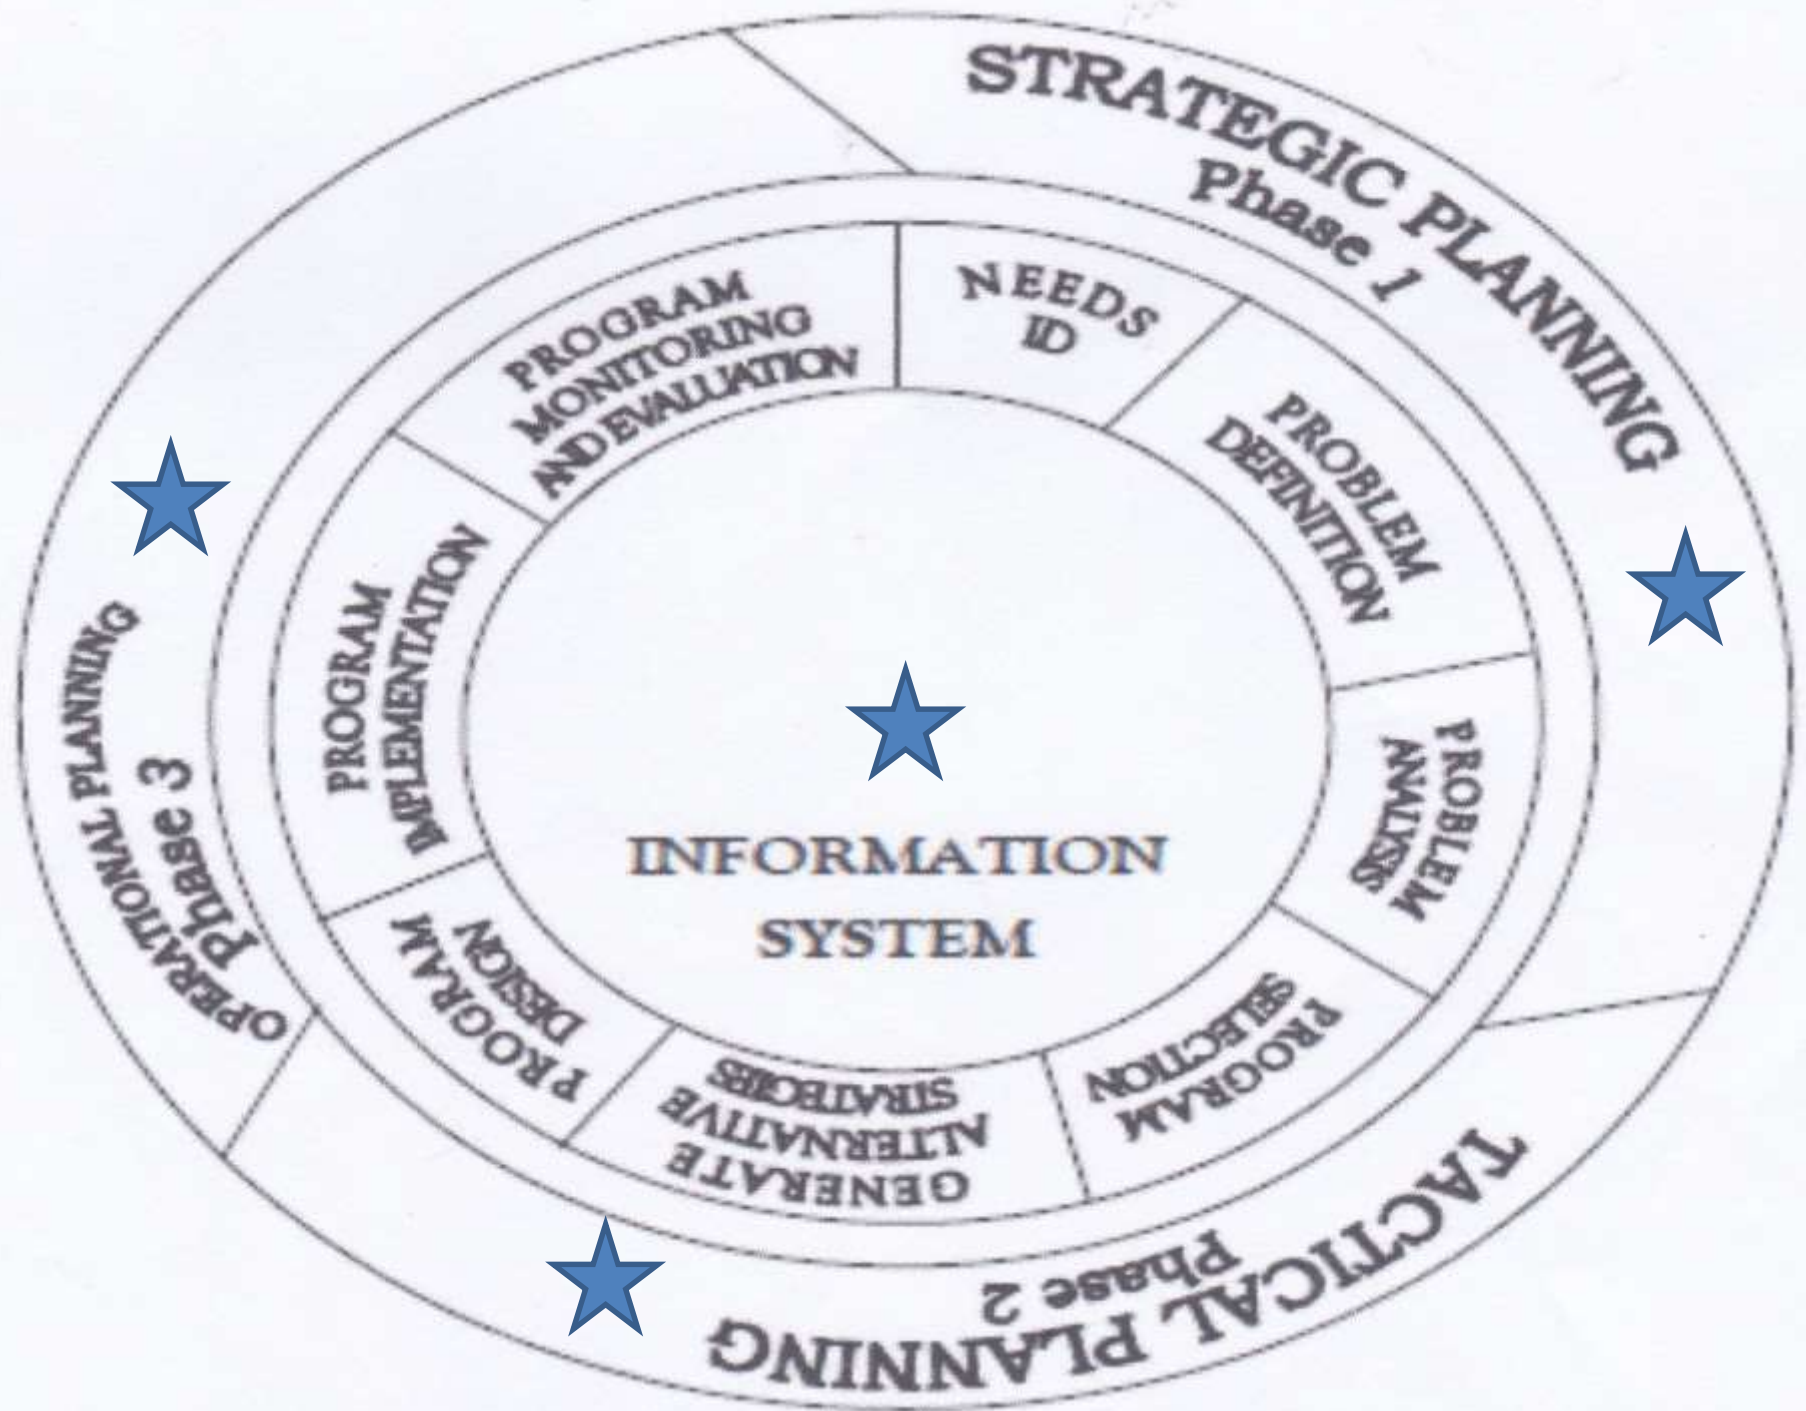 STRATEGIC PLANNING
Phase 1
NEEDS
ID
PROBLEM
DEFINITION
PROBLEM
ANALYSIS
TACTICAL PLANNING
Phase 2
PROGRAM
SELECTION
GENERATE
ALTERNATIVE
STRATEGIES
PROGRAM
DESIGN
OPERATIONAL PLANNING
Phase 3
PROGRAM
IMPLEMENTATION
PROGRAM
MONITORING
AND EVALUATION
INFORMATION
SYSTEM